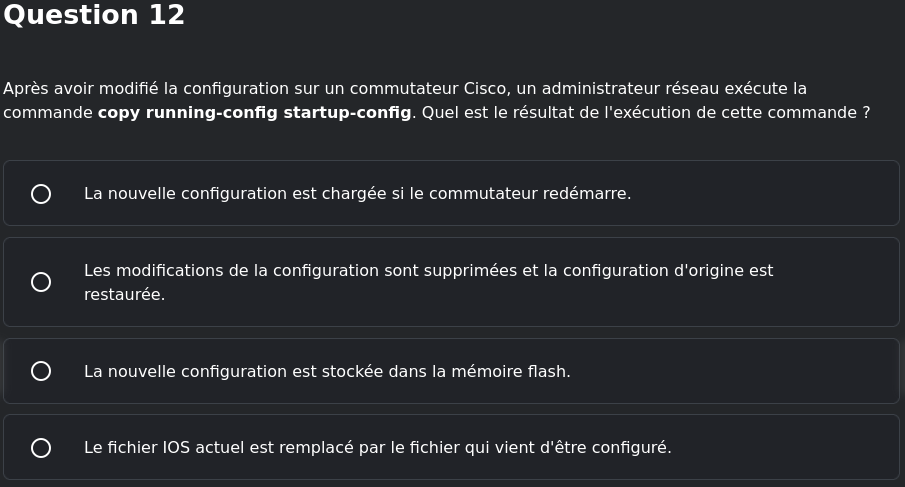 Question 12
Après avoir modifié la configuration sur un commutateur Cisco, un administrateur réseau exécute la
commande copy running-config startup-config. Quel est le résultat de l'exécution de cette commande ?
La nouvelle configuration est chargée si le commutateur redémarre.
Les modifications de la configuration sont supprimées et la configuration d'origine est
restaurée.
La nouvelle configuration est stockée dans la mémoire flash.
Le fichier IOS actuel est remplacé par le fichier qui vient d'être configuré.